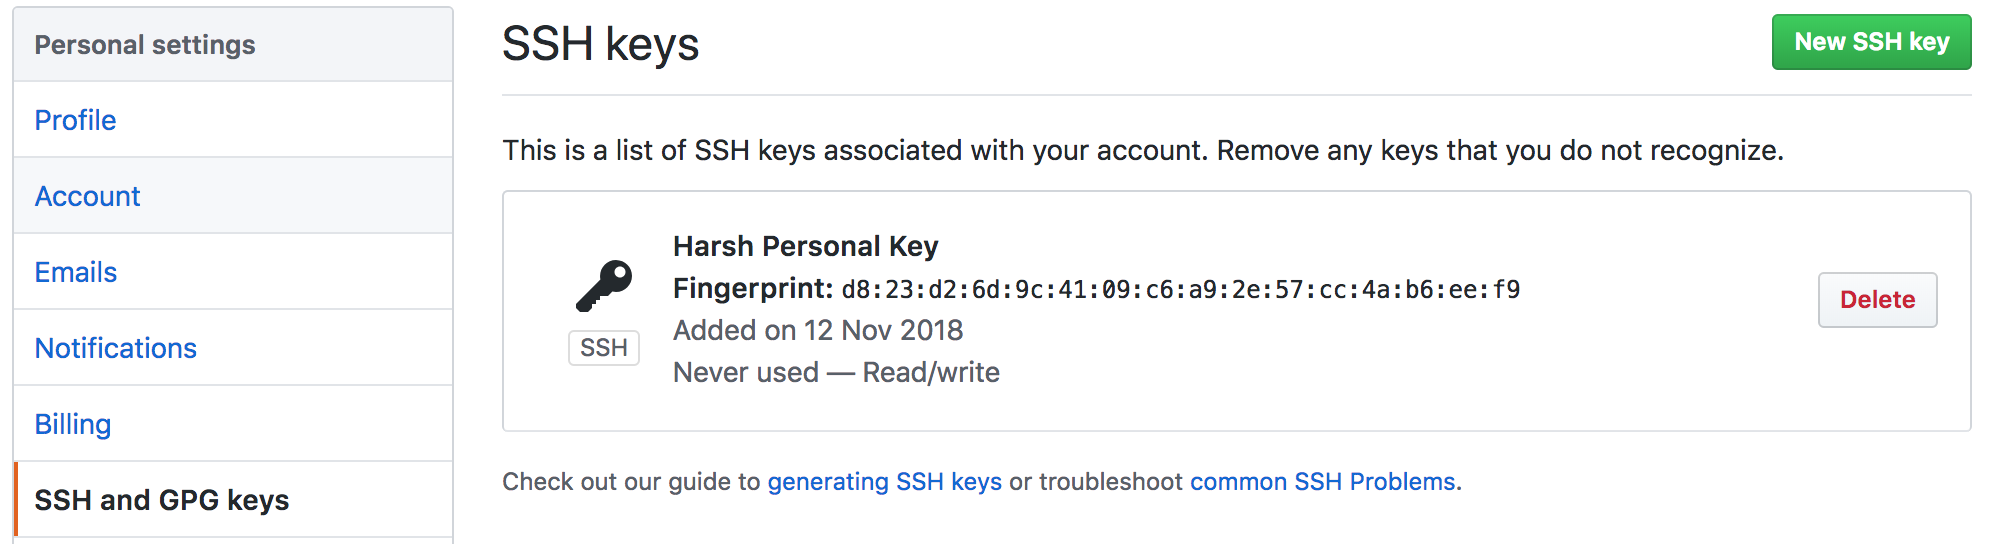 Personal settings
Profile
Account
Emails
Notifications
Billing
SSH and GPG keys
SSH keys
New SSH key
This is a list of SSH keys associated with your account. Remove any keys that you do not recognize.
Harsh Personal Key
Fingerprint: d8:23:d2:6d:9c:41:09:c6:a9:2e:57:cc:4a:b6:ee:f9
Added on 12 Nov 2018
Never used — Read/write
SSH
Delete
Check out our guide to generating SSH keys or troubleshoot common SSH Problems.